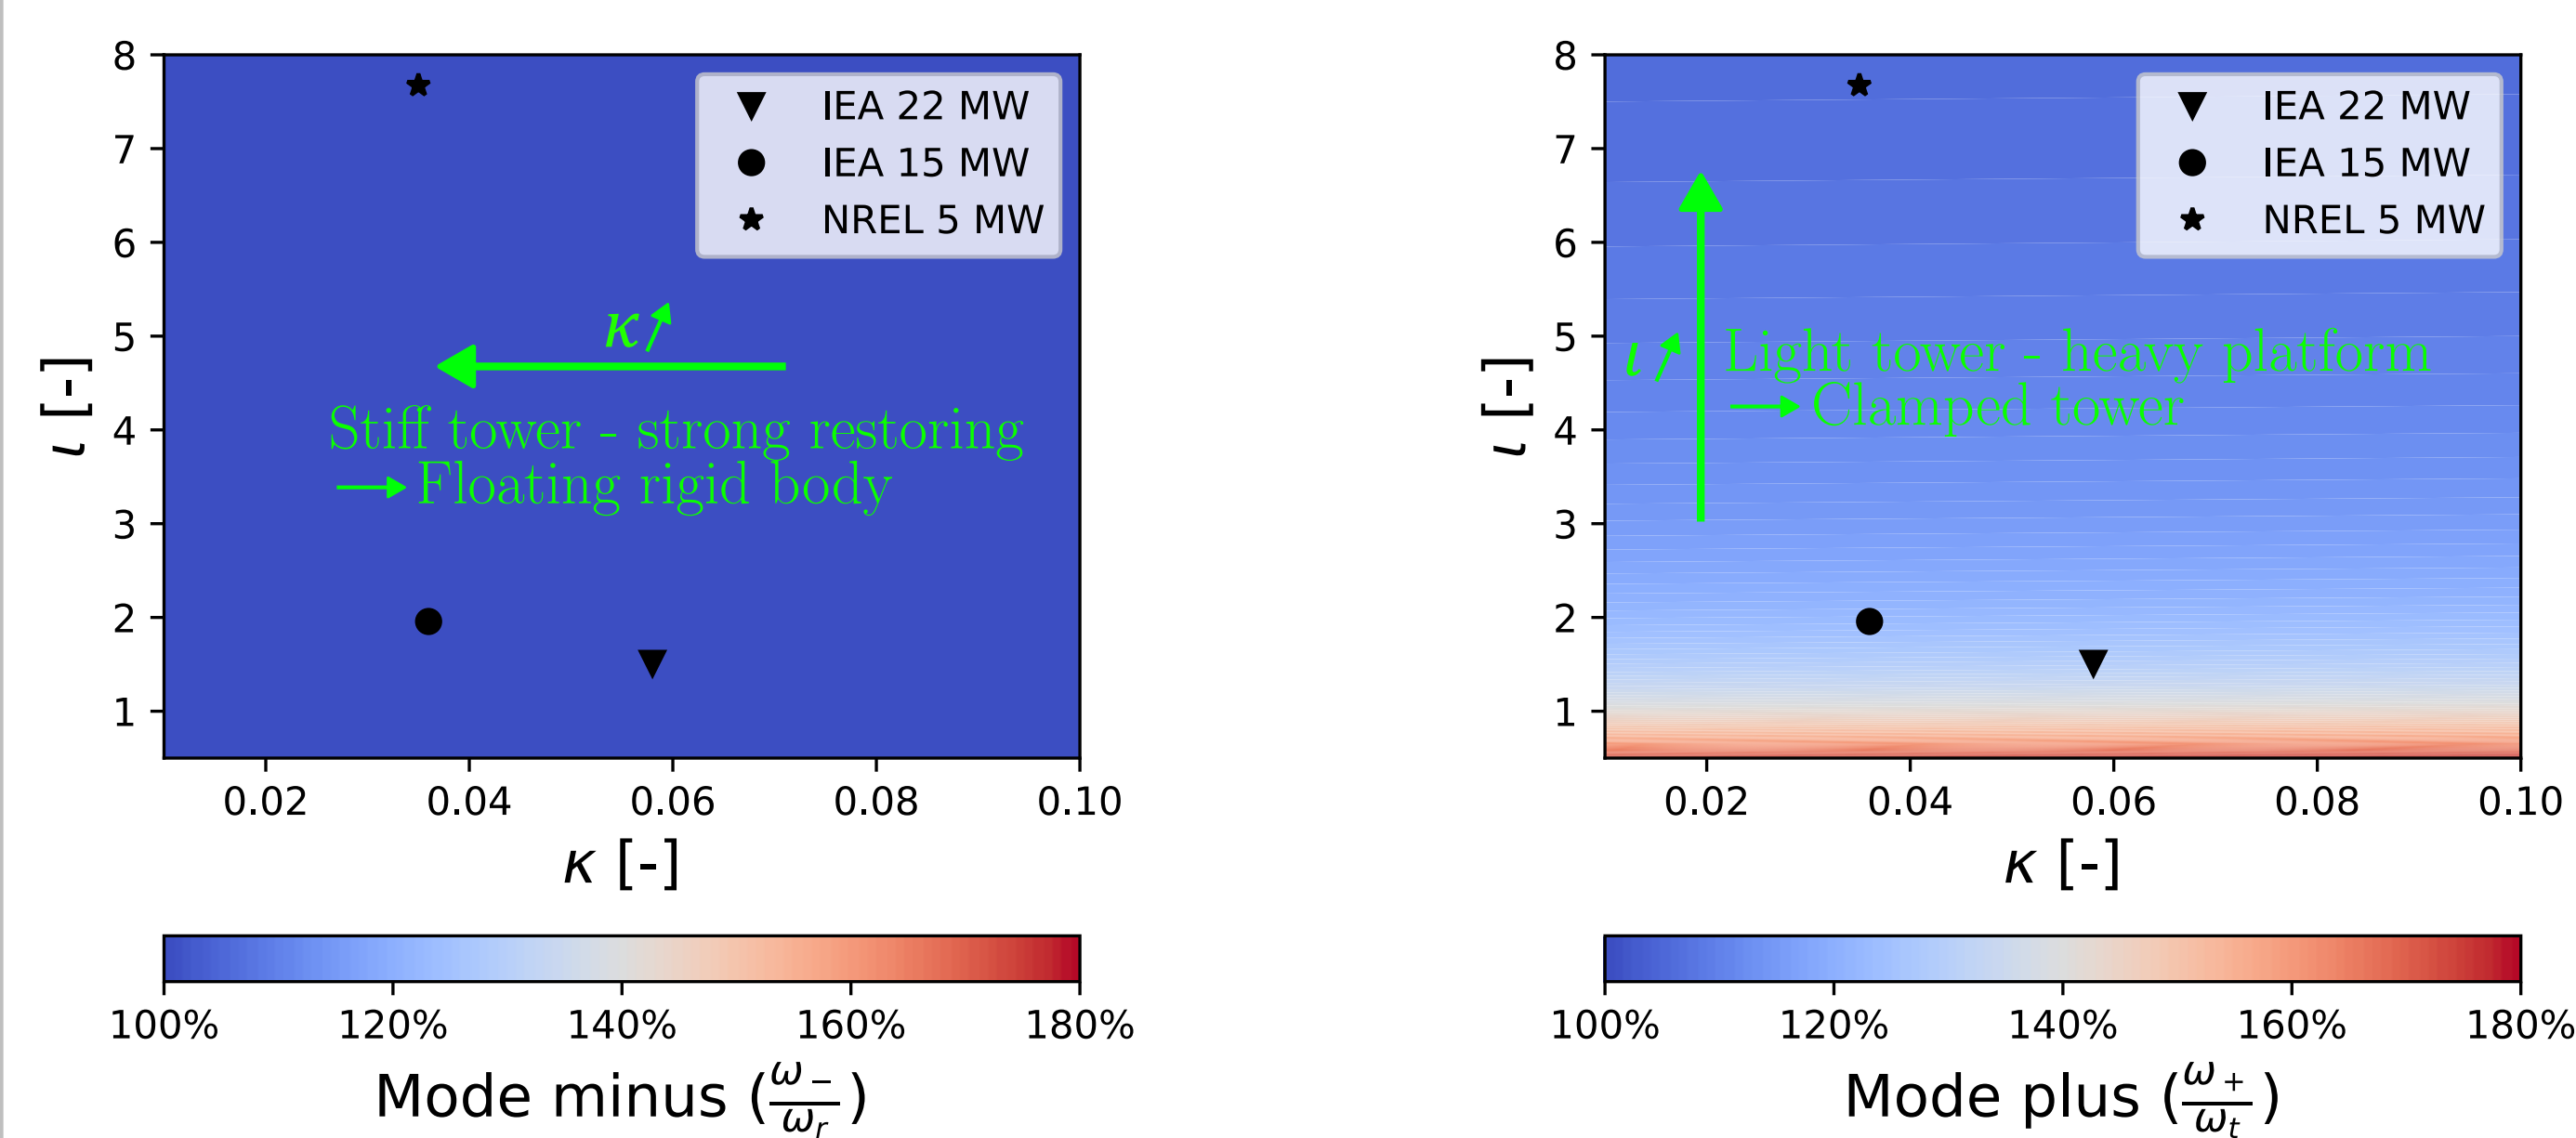 8
7
6
5
4
3
2
1
ι [-]
IEA 22 MW
IEA 15 MW
NREL 5 MW
κ↗
Stiff tower - strong restoring
→ Floating rigid body
0.02 0.04 0.06 0.08 0.10
κ [-]
100% 120% 140% 160% 180%
Mode minus (ω₋/ωᵣ)
8
7
6
5
4
3
2
1
ι [-]
IEA 22 MW
IEA 15 MW
NREL 5 MW
ι↗ Light tower - heavy platform
→ Clamped tower
0.02 0.04 0.06 0.08 0.10
κ [-]
100% 120% 140% 160% 180%
Mode plus (ω₊/ωₜ)